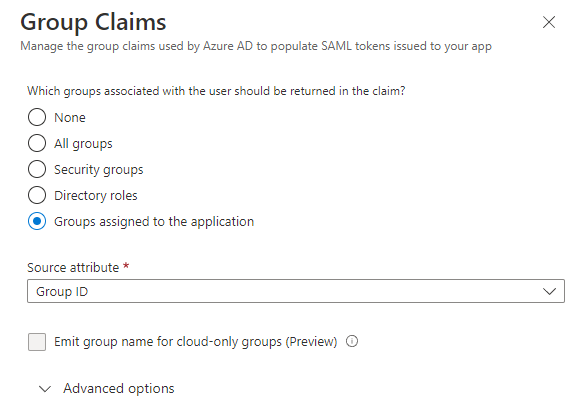 Group Claims
Manage the group claims used by Azure AD to populate SAML tokens issued to your app
Which groups associated with the user should be returned in the claim?
None
All groups
Security groups
Directory roles
Groups assigned to the application
Source attribute *
Group ID
Emit group name for cloud-only groups (Preview)
Advanced options